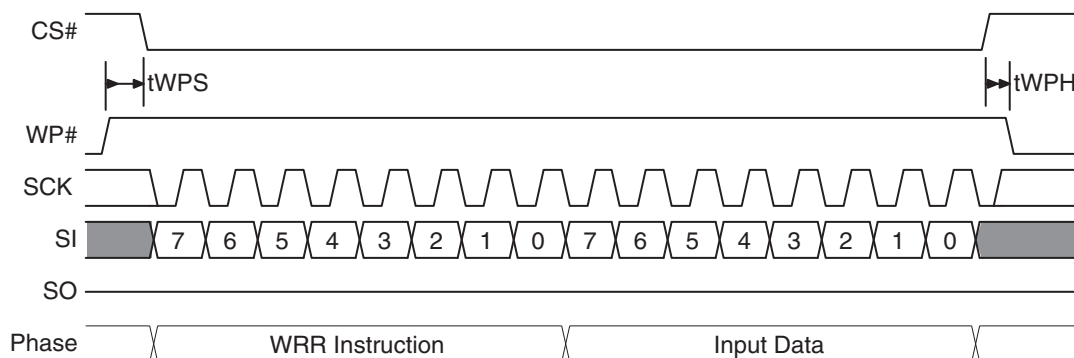 CS#
tWPS
tWPH
WP#
SCK
SI 7 6 5 4 3 2 1 0 7 6 5 4 3 2 1 0
SO
Phase WRR Instruction Input Data